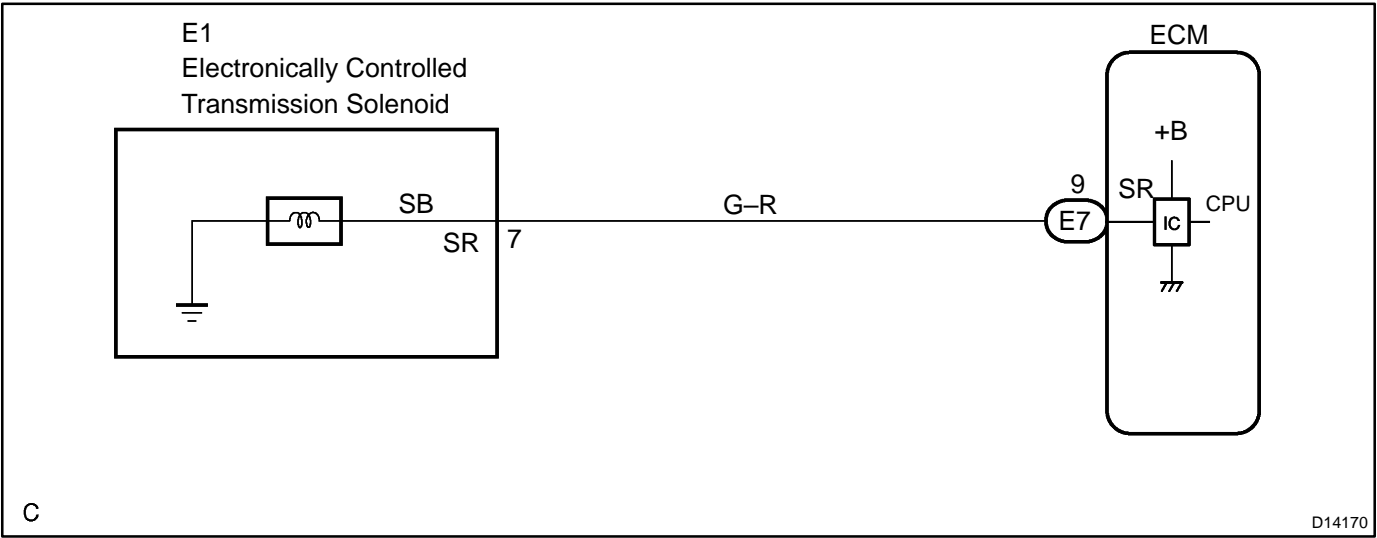 E1
Electronically Controlled
Transmission Solenoid
ECM
+B
SB
SR
7
G–R
9
E7
SR
IC
CPU
C
D14170